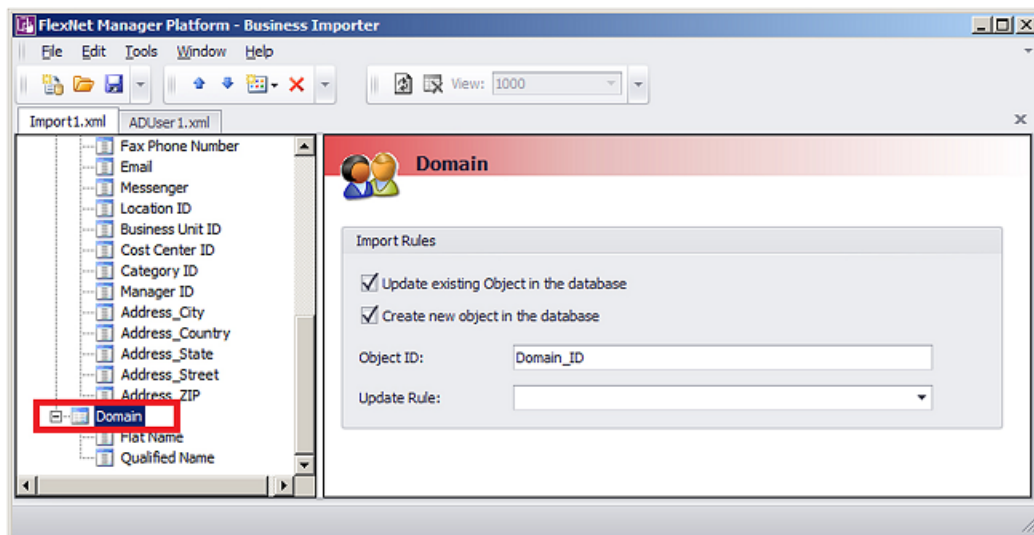 FlexNet Manager Platform - Business Importer
File Edit Tools Window Help
View: 1000
Import1.xml ADUser1.xml
Fax Phone Number
Email
Messenger
Location ID
Business Unit ID
Cost Center ID
Category ID
Manager ID
Address_City
Address_Country
Address_State
Address_Street
Address_ZIP
Domain
Flat Name
Qualified Name
Domain
Import Rules
Update existing Object in the database
Create new object in the database
Object ID: Domain_ID
Update Rule: